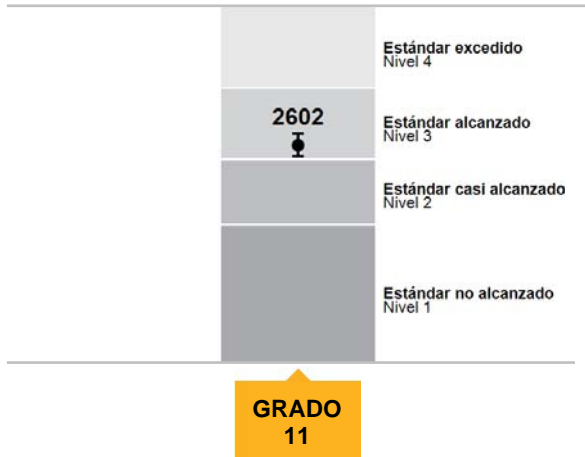 Estándar excedido
Nivel 4
2602
Estándar alcanzado
Nivel 3
Estándar casi alcanzado
Nivel 2
Estándar no alcanzado
Nivel 1
GRADO
11